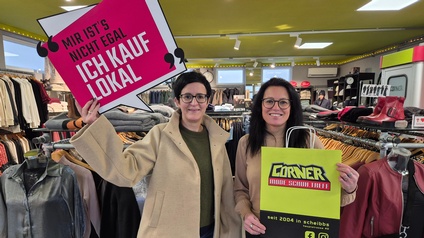 MIR IST'S
NICHT EGAL
ICH KAUF
LOKAL
CORNER
seit 2004 in scheibbs